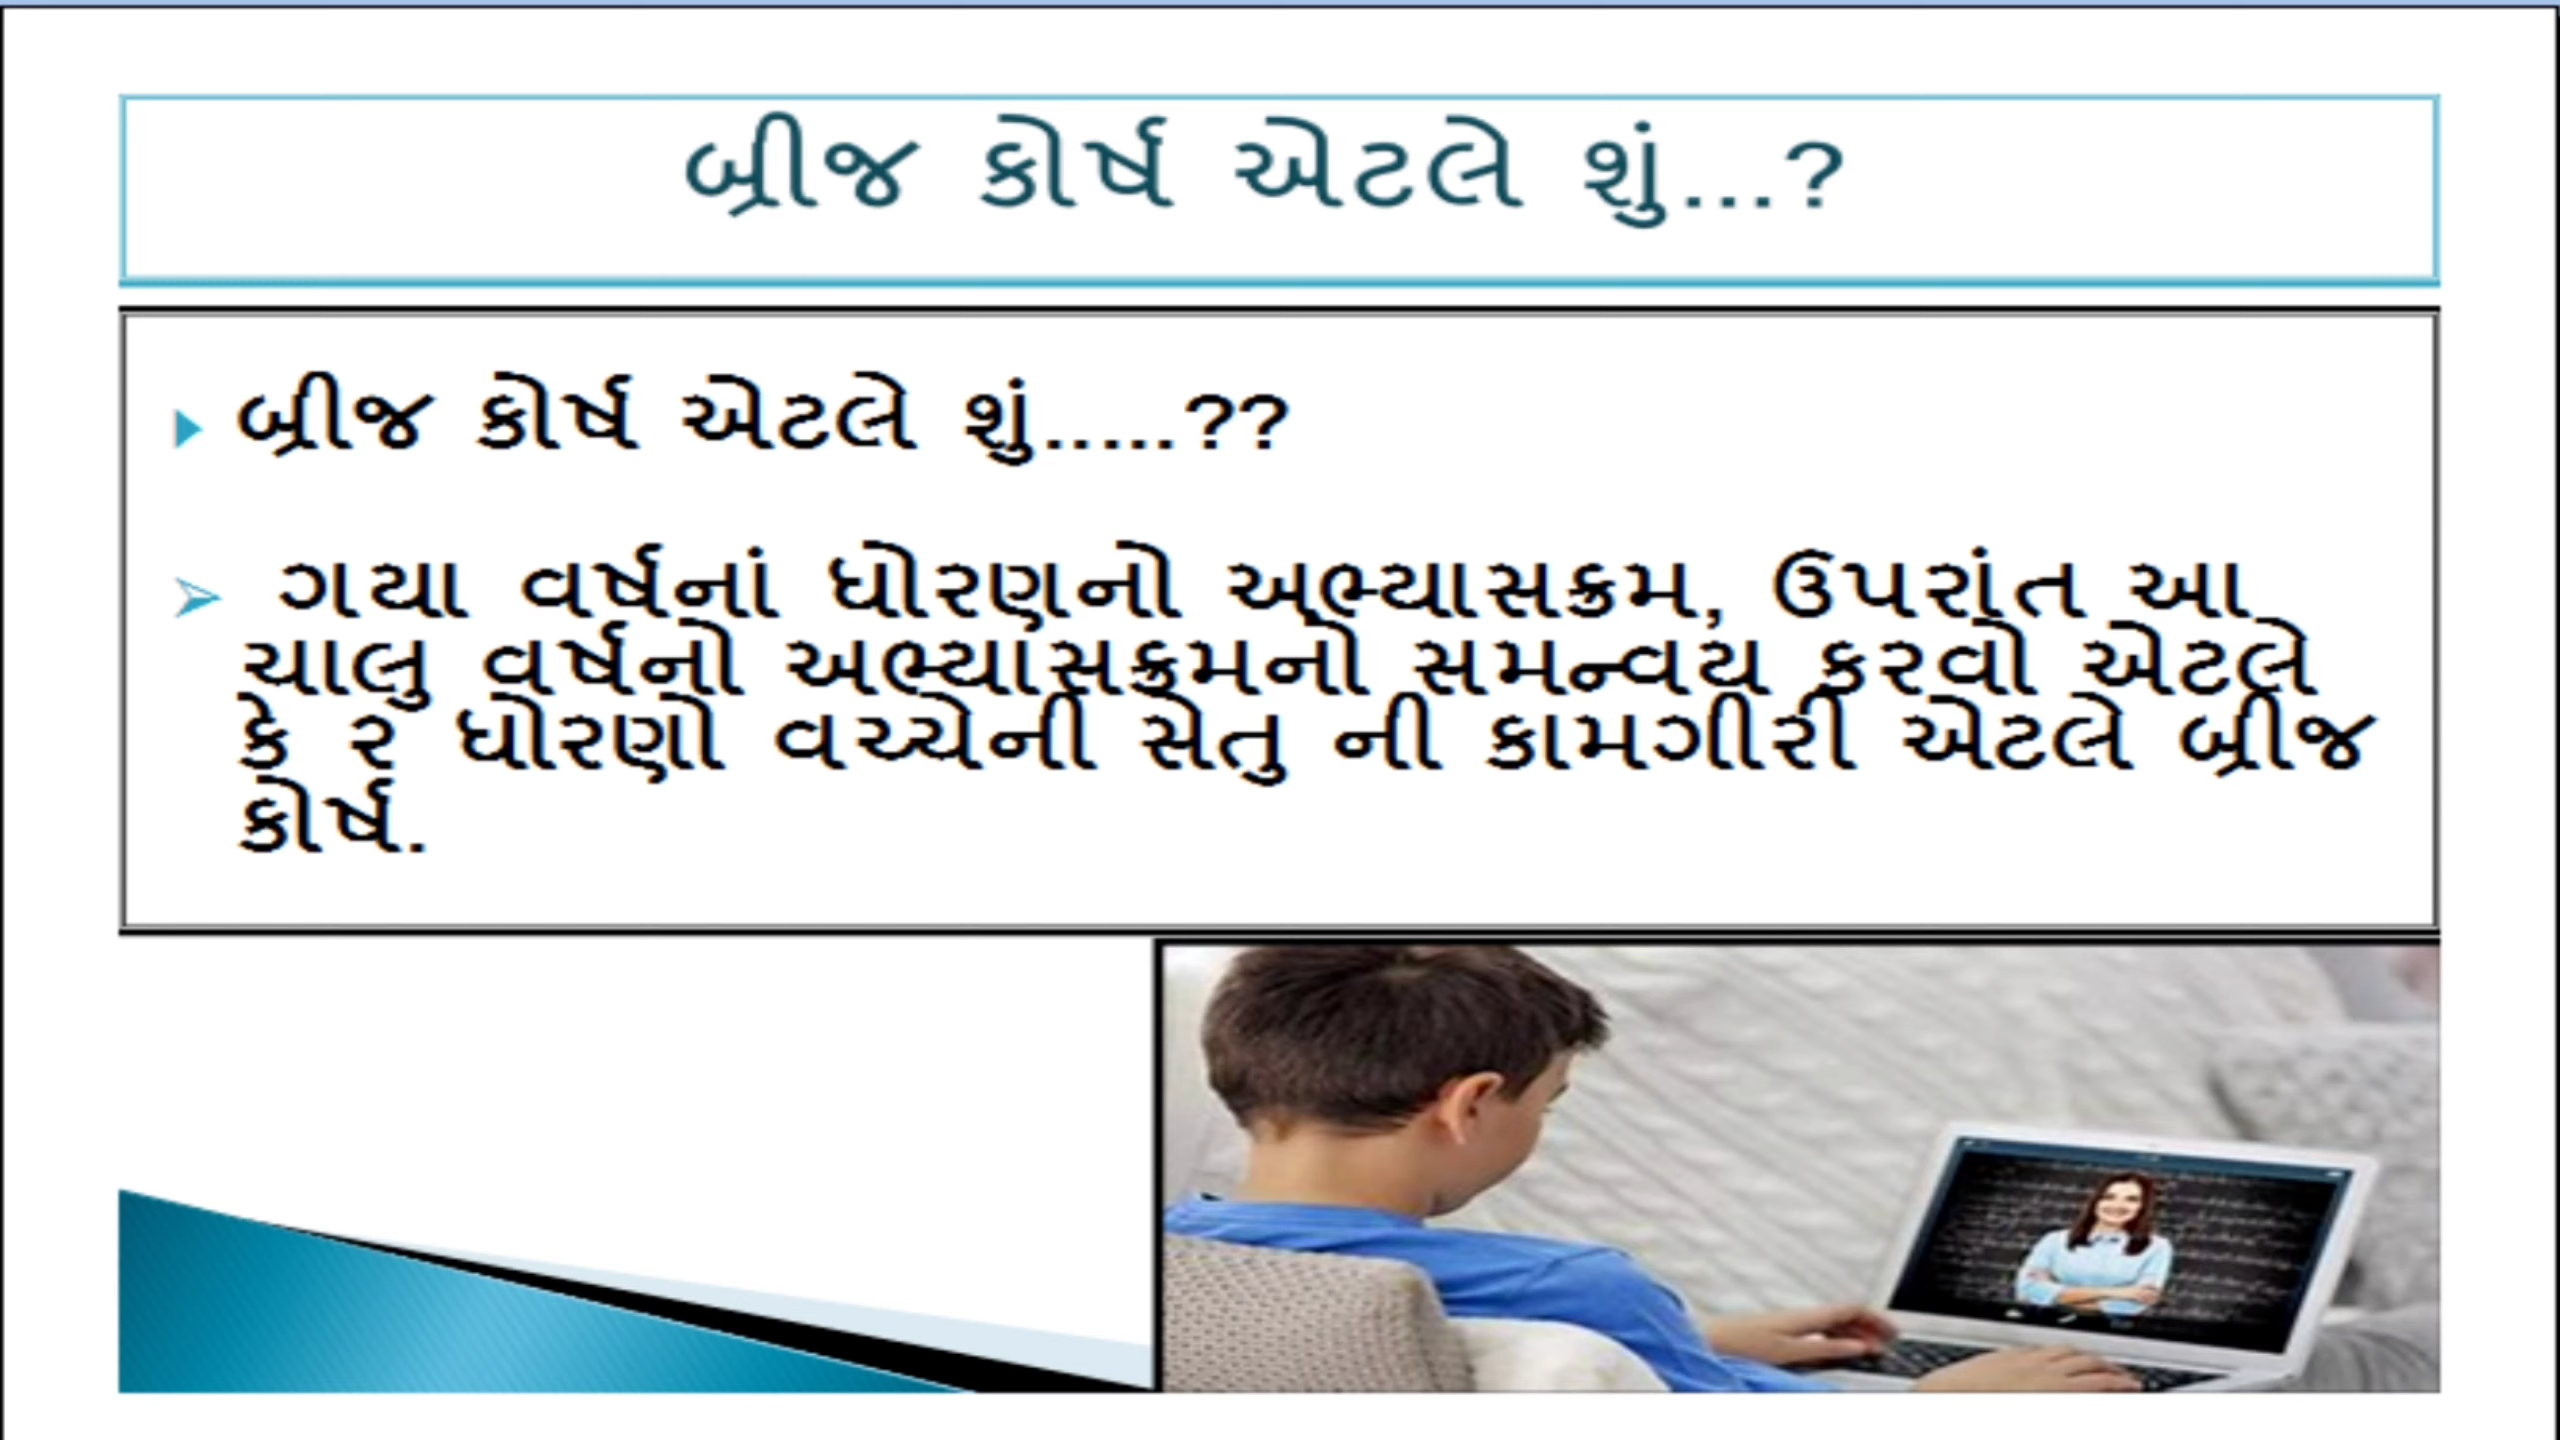 બ્રીજ કોર્ષ એટલે શું...?
બ્રીજ કોર્ષ એટલે શું.....??
ગયા વર્ષનાં ધોરણનો અભ્યાસક્રમ, ઉપરાંત આ
ચાલુ વર્ષનો અભ્યાસક્રમનો સમન્વય કરવો એટલે
કે ૨ ધોરણો વચ્ચેની સેતુ ની કામગીરી એટલે બ્રીજ
કોર્ષ.